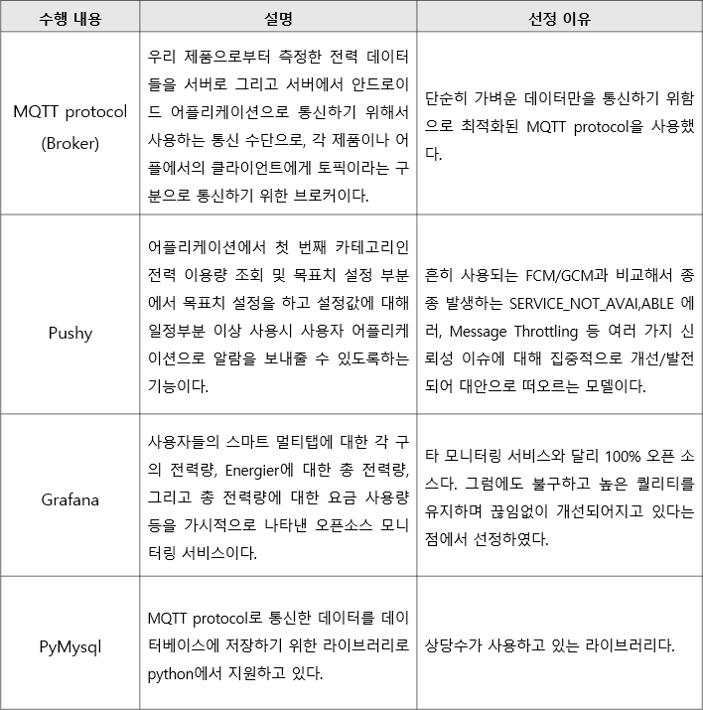 수행 내용
설명
선정 이유
MQTT protocol
(Broker)
우리 제품으로부터 측정한 전력 데이터
들을 서버로 그리고 서버에서 안드로이
드 어플리케이션으로 통신하기 위해서
사용하는 통신 수단으로, 각 제품이나 어
플에서의 클라이언트에게 토픽이라는 구
분으로 통신하기 위한 브로커이다.
단순히 가벼운 데이터만을 통신하기 위함
으로 최적화된 MQTT protocol을 사용했
다.
Pushy
어플리케이션에서 첫 번째 카테고리인
전력 이용량 조회 및 목표치 설정 부분
에서 목표치 설정을 하고 설정값에 대해
일정부분 이상 사용시 사용자 어플리케
이션으로 알람을 보내줄 수 있도록하는
기능이다.
흔히 사용되는 FCM/GCM과 비교해서 종
종 발생하는 SERVICE_NOT_AVAI,ABLE 에
러, Message Throttling 등 여러 가지 신
뢰성 이슈에 대해 집중적으로 개선/발전
되어 대안으로 떠오르는 모델이다.
Grafana
사용자들의 스마트 멀티탭에 대한 각 구
의 전력량, Energier에 대한 총 전력량,
그리고 총 전력량에 대한 요금 사용량
등을 가시적으로 나타낸 오픈소스 모니
터링 서비스이다.
타 모니터링 서비스와 달리 100% 오픈 소
스다. 그럼에도 불구하고 높은 퀄리티를
유지하며 끊임없이 개선되어지고 있다는
점에서 선정하였다.
PyMysql
MQTT protocol로 통신한 데이터를 데이
터베이스에 저장하기 위한 라이브러리로
python에서 지원하고 있다.
상당수가 사용하고 있는 라이브러리다.